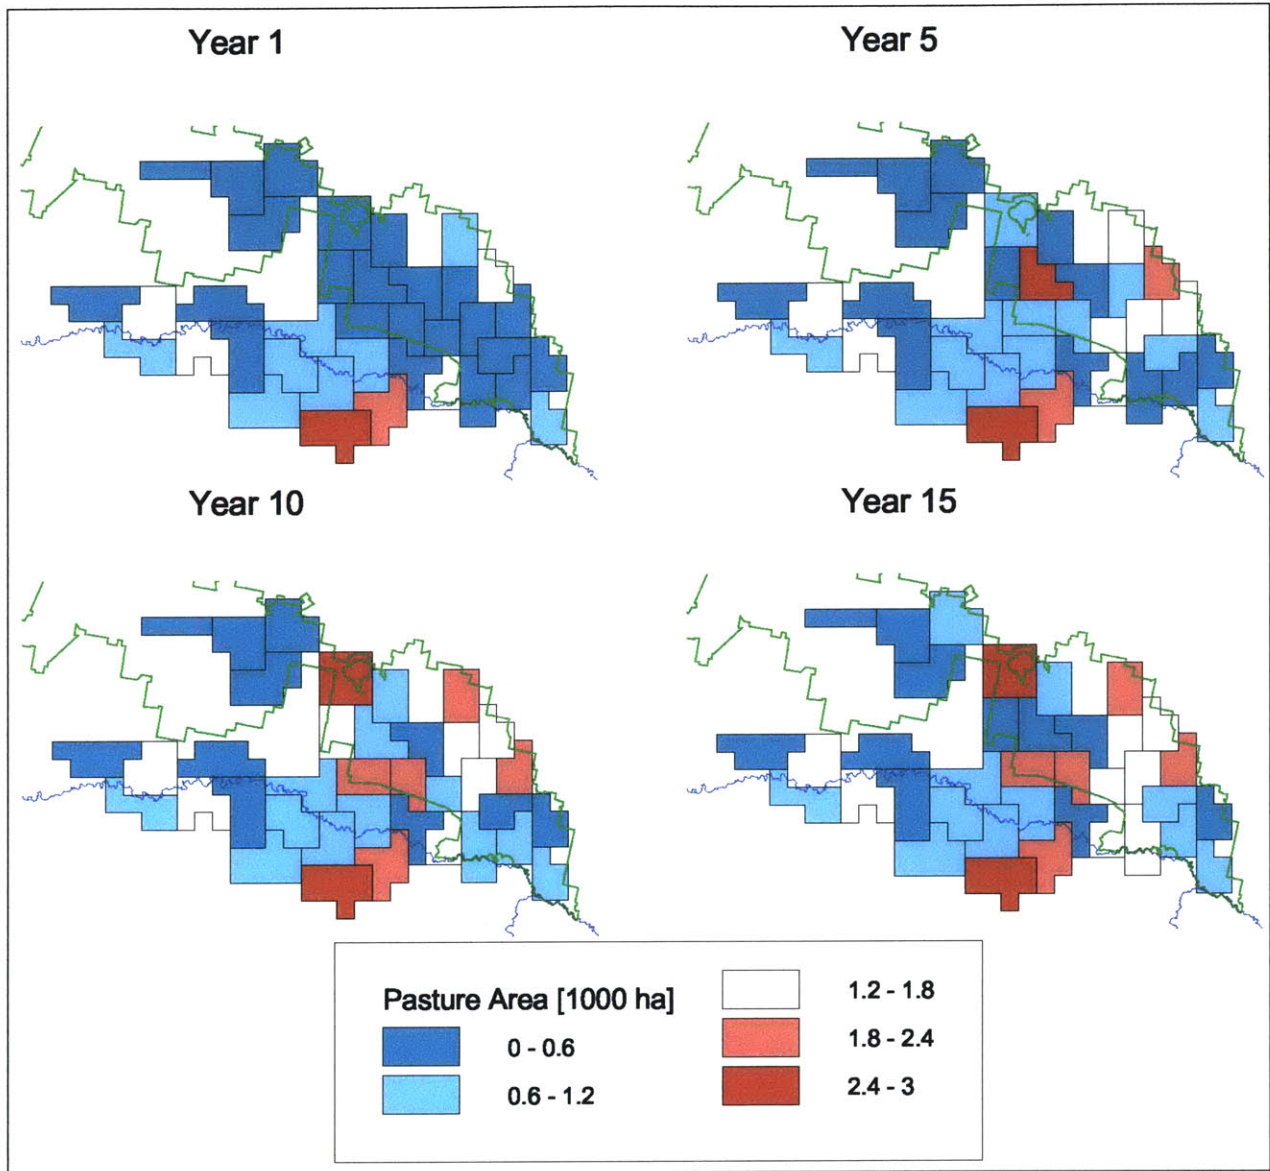 Year 1
Year 5
Year 10
Year 15
Pasture Area [1000 ha]
0 - 0.6
0.6 - 1.2
1.2 - 1.8
1.8 - 2.4
2.4 - 3